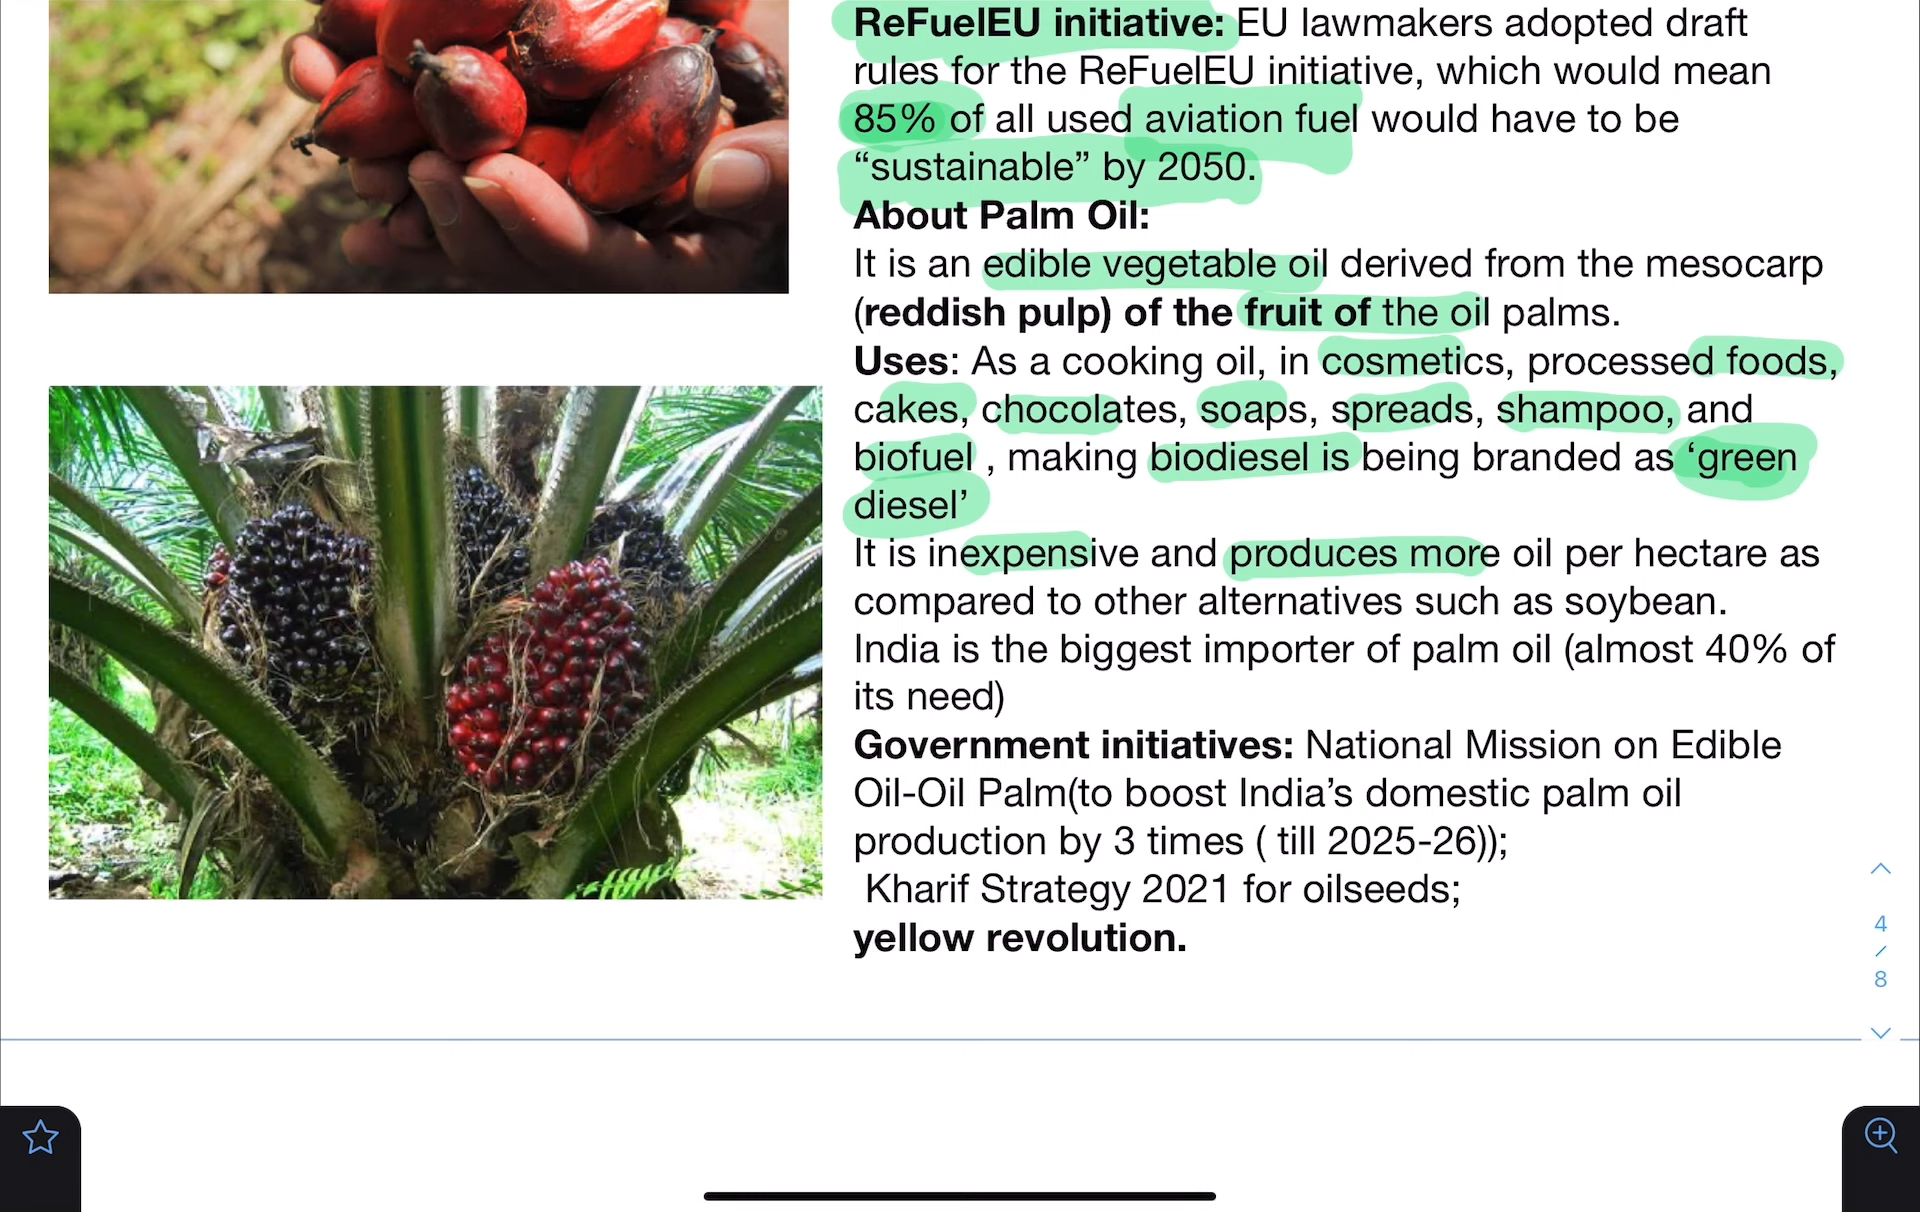 ReFuelEU initiative: EU lawmakers adopted draft
rules for the ReFuelEU initiative, which would mean
85% of all used aviation fuel would have to be
“sustainable” by 2050.
About Palm Oil:
It is an edible vegetable oil derived from the mesocarp
(reddish pulp) of the fruit of the oil palms.
Uses: As a cooking oil, in cosmetics, processed foods,
cakes, chocolates, soaps, spreads, shampoo, and
biofuel , making biodiesel is being branded as ‘green
diesel’
It is inexpensive and produces more oil per hectare as
compared to other alternatives such as soybean.
India is the biggest importer of palm oil (almost 40% of
its need)
Government initiatives: National Mission on Edible
Oil-Oil Palm(to boost India’s domestic palm oil
production by 3 times ( till 2025-26));
Kharif Strategy 2021 for oilseeds;
yellow revolution.
4
/
8